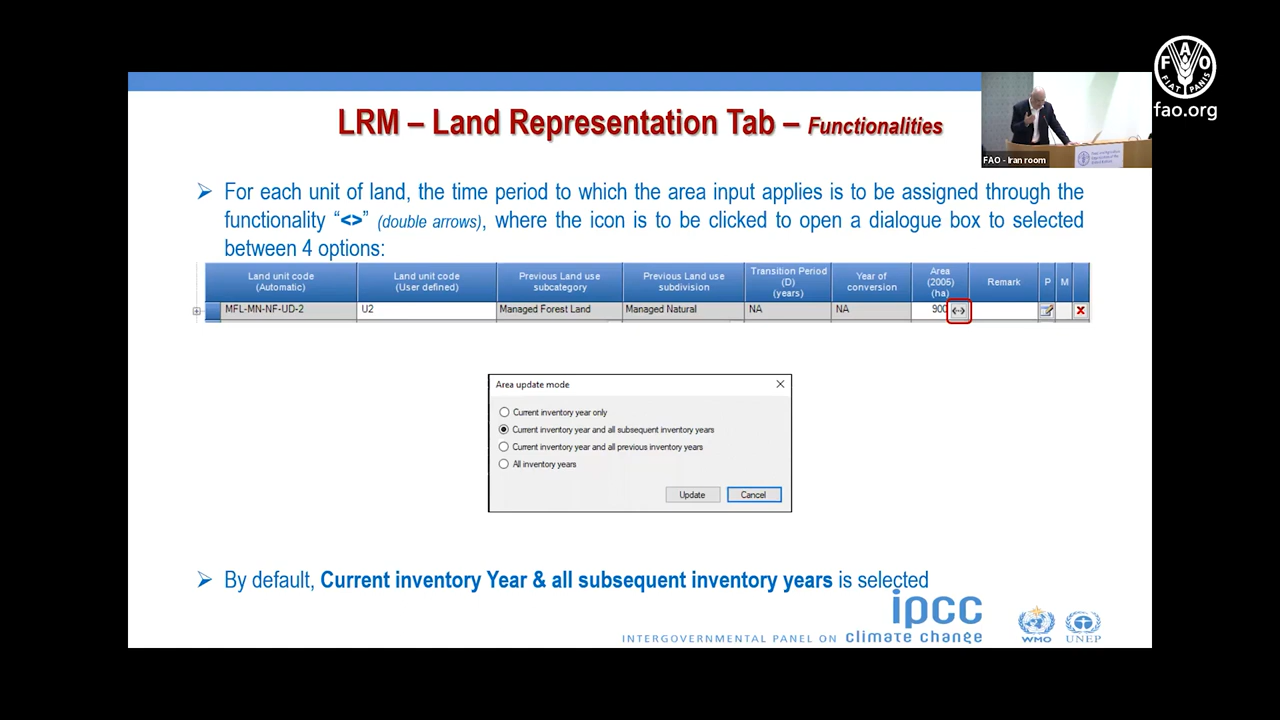 FAO
FIAT PANIS
fao.org
LRM – Land Representation Tab – Functionalities
FAO - Iran room
➢ For each unit of land, the time period to which the area input applies is to be assigned through the
functionality “<>” (double arrows), where the icon is to be clicked to open a dialogue box to selected
between 4 options:
Land unit code (Automatic) Land unit code (User defined) Previous Land use subcategory Previous Land use subdivision Transition Period (D) (years) Year of conversion Area (2006) (ha) Remark P M
MFL-MN-NF-UD-2 U2 Managed Forest Land Managed Natural NA NA 900
Area update mode
Current inventory year only
Current inventory year and all subsequent inventory years
Current inventory year and all previous inventory years
All inventory years
Update Cancel
➢ By default, Current inventory Year & all subsequent inventory years is selected
ipcc
INTERGOVERNMENTAL PANEL ON climate change
WMO UNEP